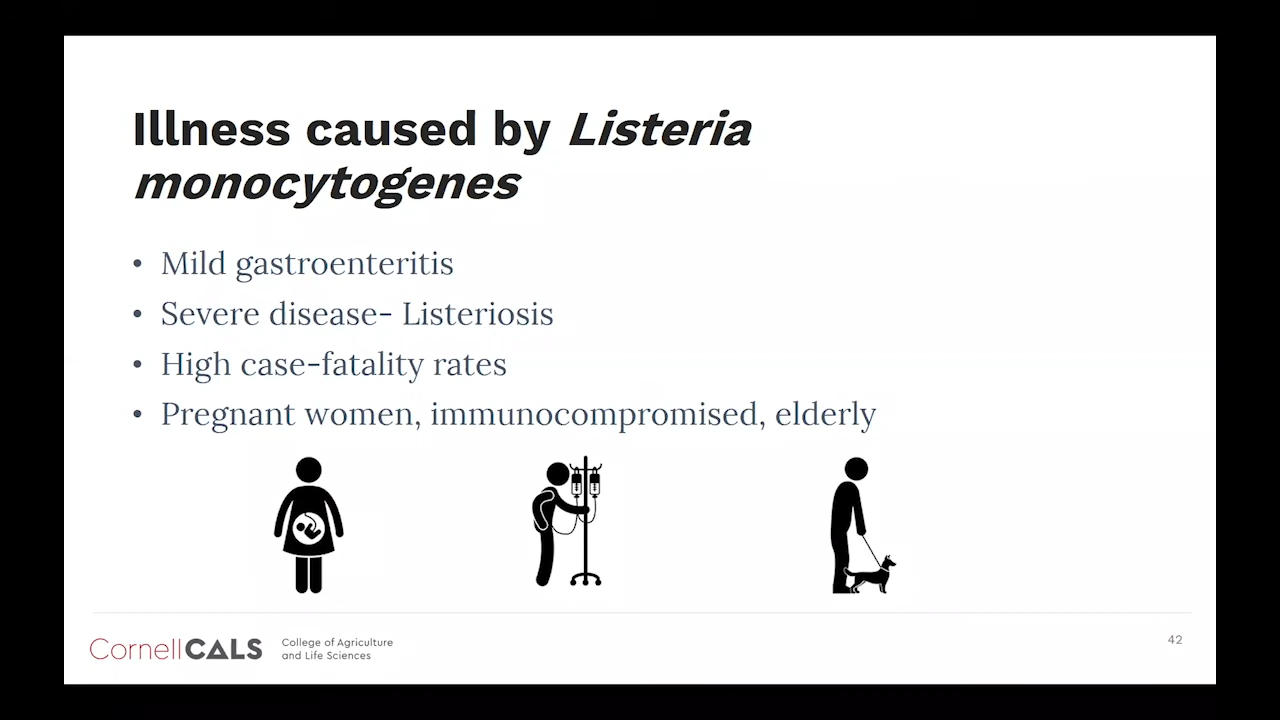 Illness caused by Listeria
monocytogenes
• Mild gastroenteritis
• Severe disease- Listeriosis
• High case-fatality rates
• Pregnant women, immunocompromised, elderly
CornellCALS
College of Agriculture
and Life Sciences
42